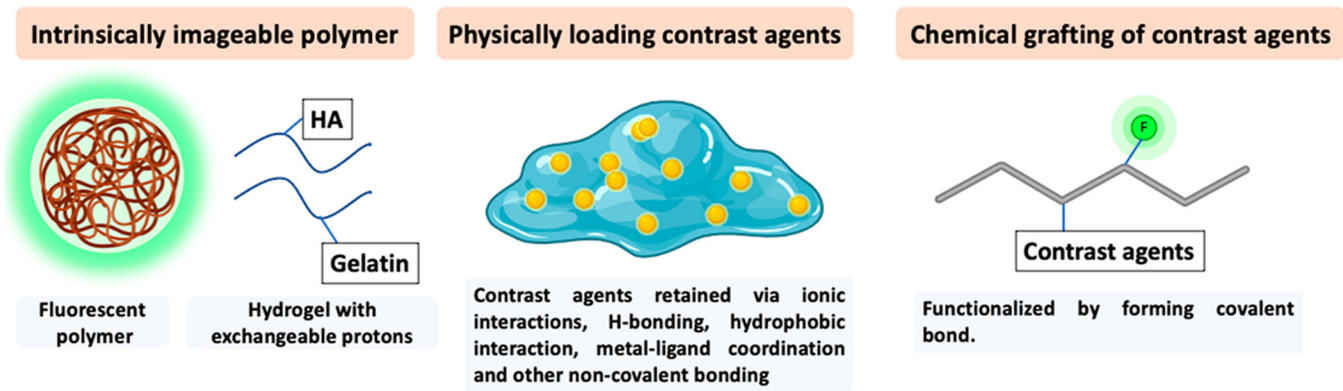 Intrinsically imageable polymer
HA
Gelatin
Fluorescent
polymer
Hydrogel with
exchangeable protons
Physically loading contrast agents
Contrast agents retained via ionic
interactions, H-bonding, hydrophobic
interaction, metal-ligand coordination
and other non-covalent bonding
Chemical grafting of contrast agents
F
Contrast agents
Functionalized by forming covalent
bond.